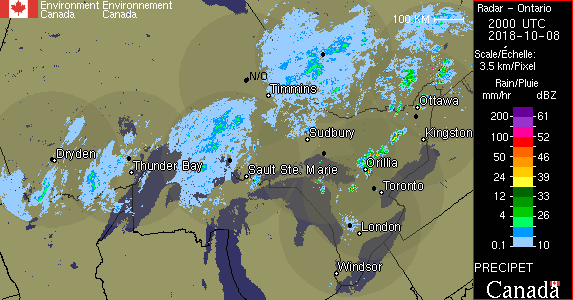 Environment Environnement
Canada Canada
100 KM
N/O
Timmins
Ottawa
Sudbury
Kingston
Dryden
Thunder Bay
Sault Ste. Marie
Orillia
Toronto
London
Windsor
Radar - Ontario
2000 UTC
2018-10-08
Scale/Échelle:
3.5 km/Pixel
Rain/Pluie
mm/hr dBZ
200 61
100 52
50 46
24 39
12 33
4 26
2 20
0.1 10
PRECIPET
Canada